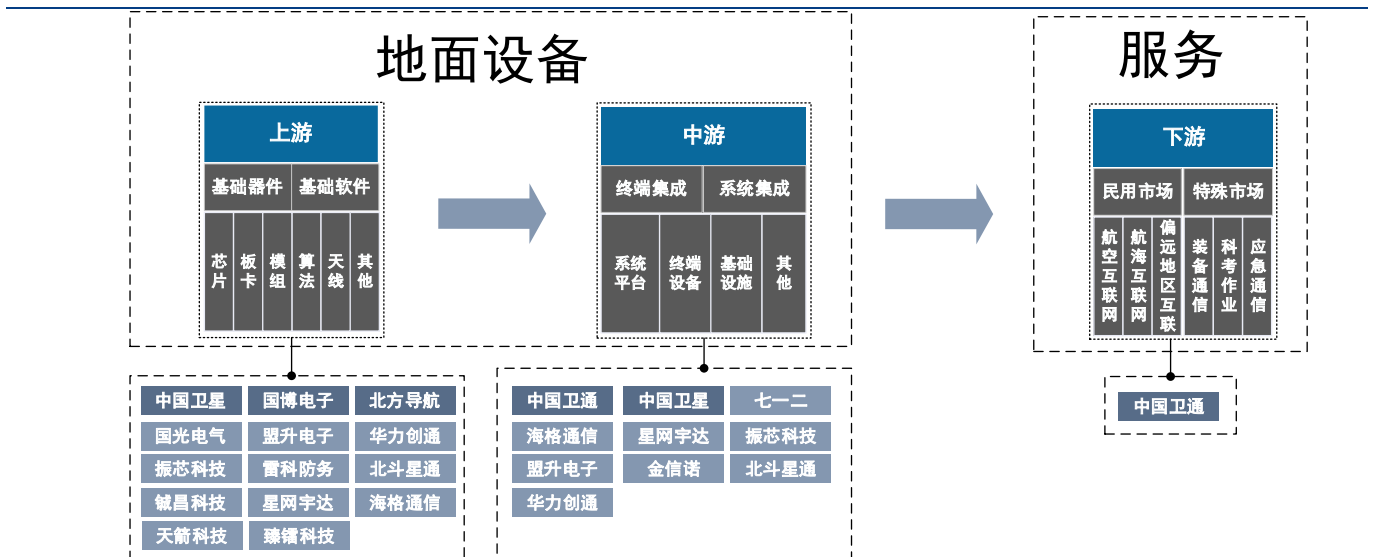 地面设备
服务
上游
基础器件
基础软件
芯片
板卡
模组
算法
天线
其他
中游
终端集成
系统集成
系统平台
终端设备
基础设施
其他
下游
民用市场
特殊市场
航空互联网
航海互联网
偏远地区互联
装备通信
科考作业
应急通信
中国卫星
国博电子
北方导航
国光电气
盟升电子
华力创通
振芯科技
雷科防务
北斗星通
铖昌科技
星网宇达
海格通信
天箭科技
臻镭科技
中国卫通
中国卫星
七一二
海格通信
星网宇达
振芯科技
盟升电子
金信诺
北斗星通
华力创通
中国卫通